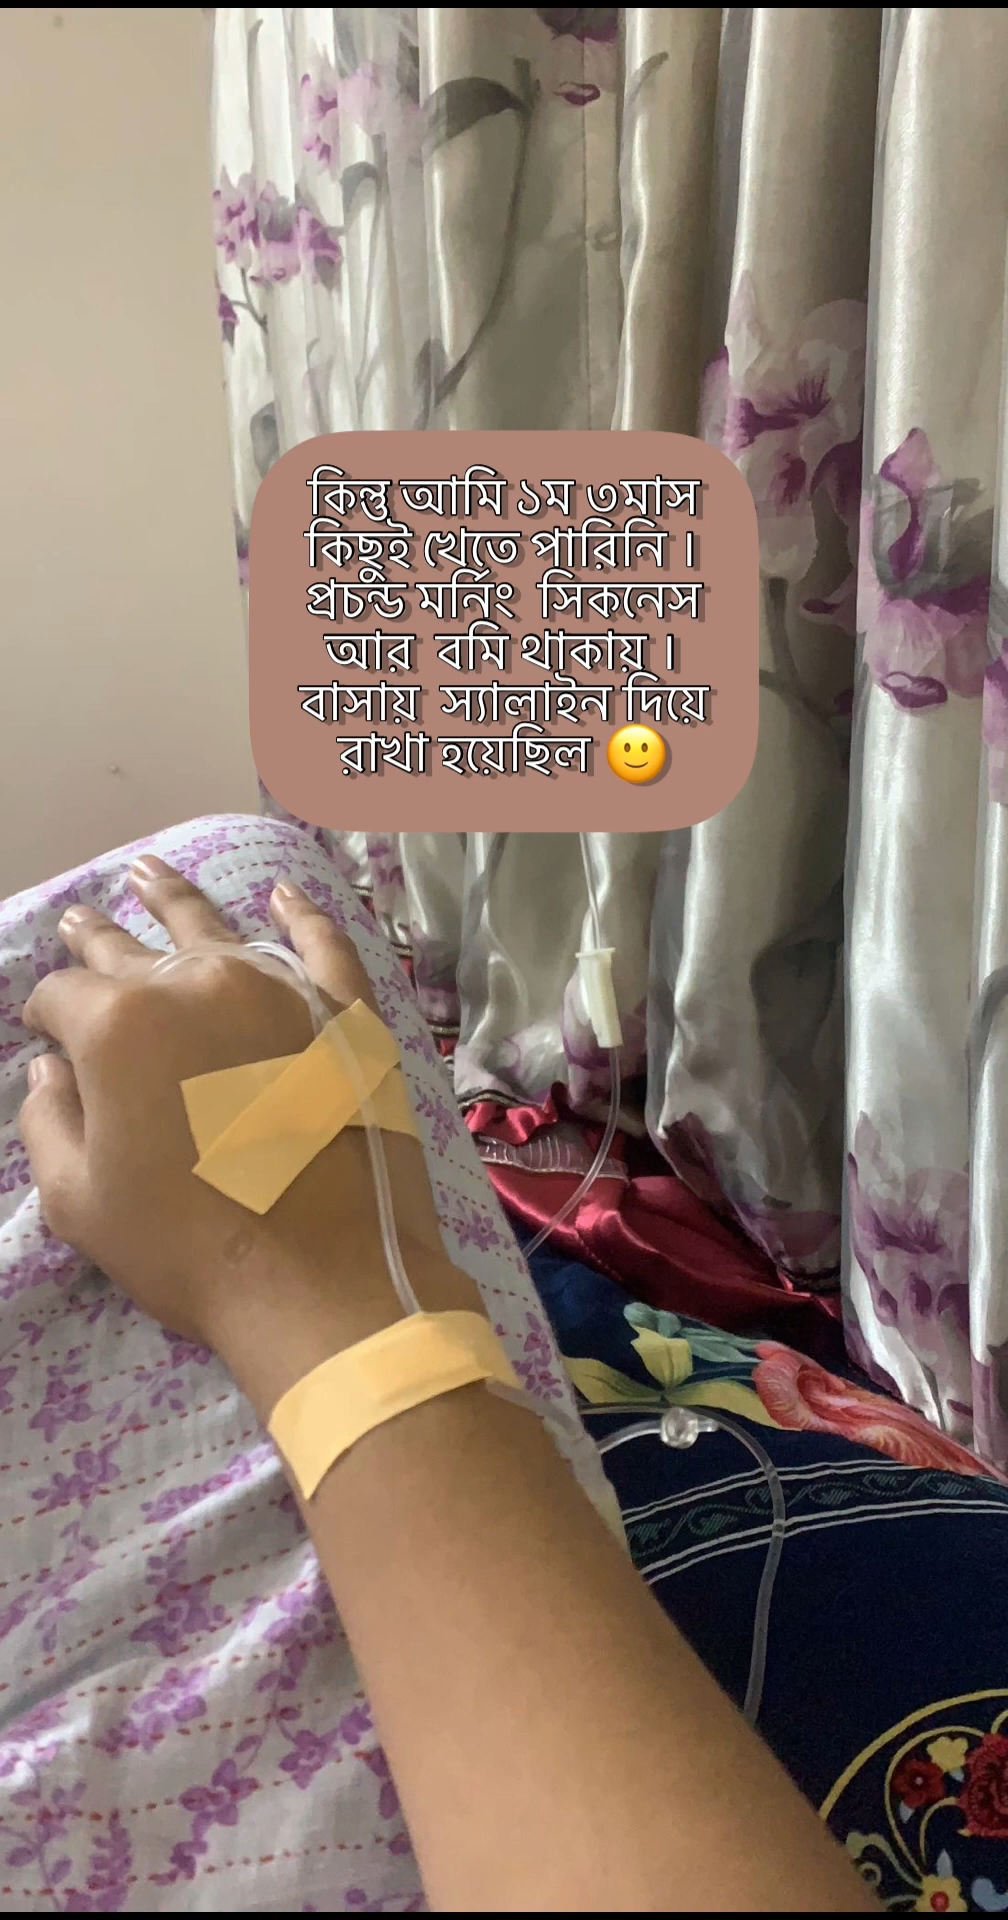 কিন্তু আমি ১ম ৩মাস
কিছুই খেতে পারিনি ।
প্রচন্ড মর্নিং সিকনেস
আর বমি থাকায় ।
বাসায় স্যালাইন দিয়ে
রাখা হয়েছিল 🙂